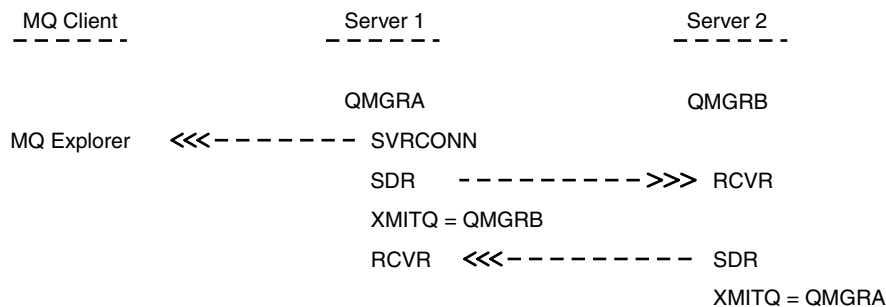 MQ Client Server 1 Server 2
QMGRA QMGRB
MQ Explorer <<< SVRCONN
SDR >>> RCVR
XMITQ = QMGRB
RCVR <<< SDR
XMITQ = QMGRA